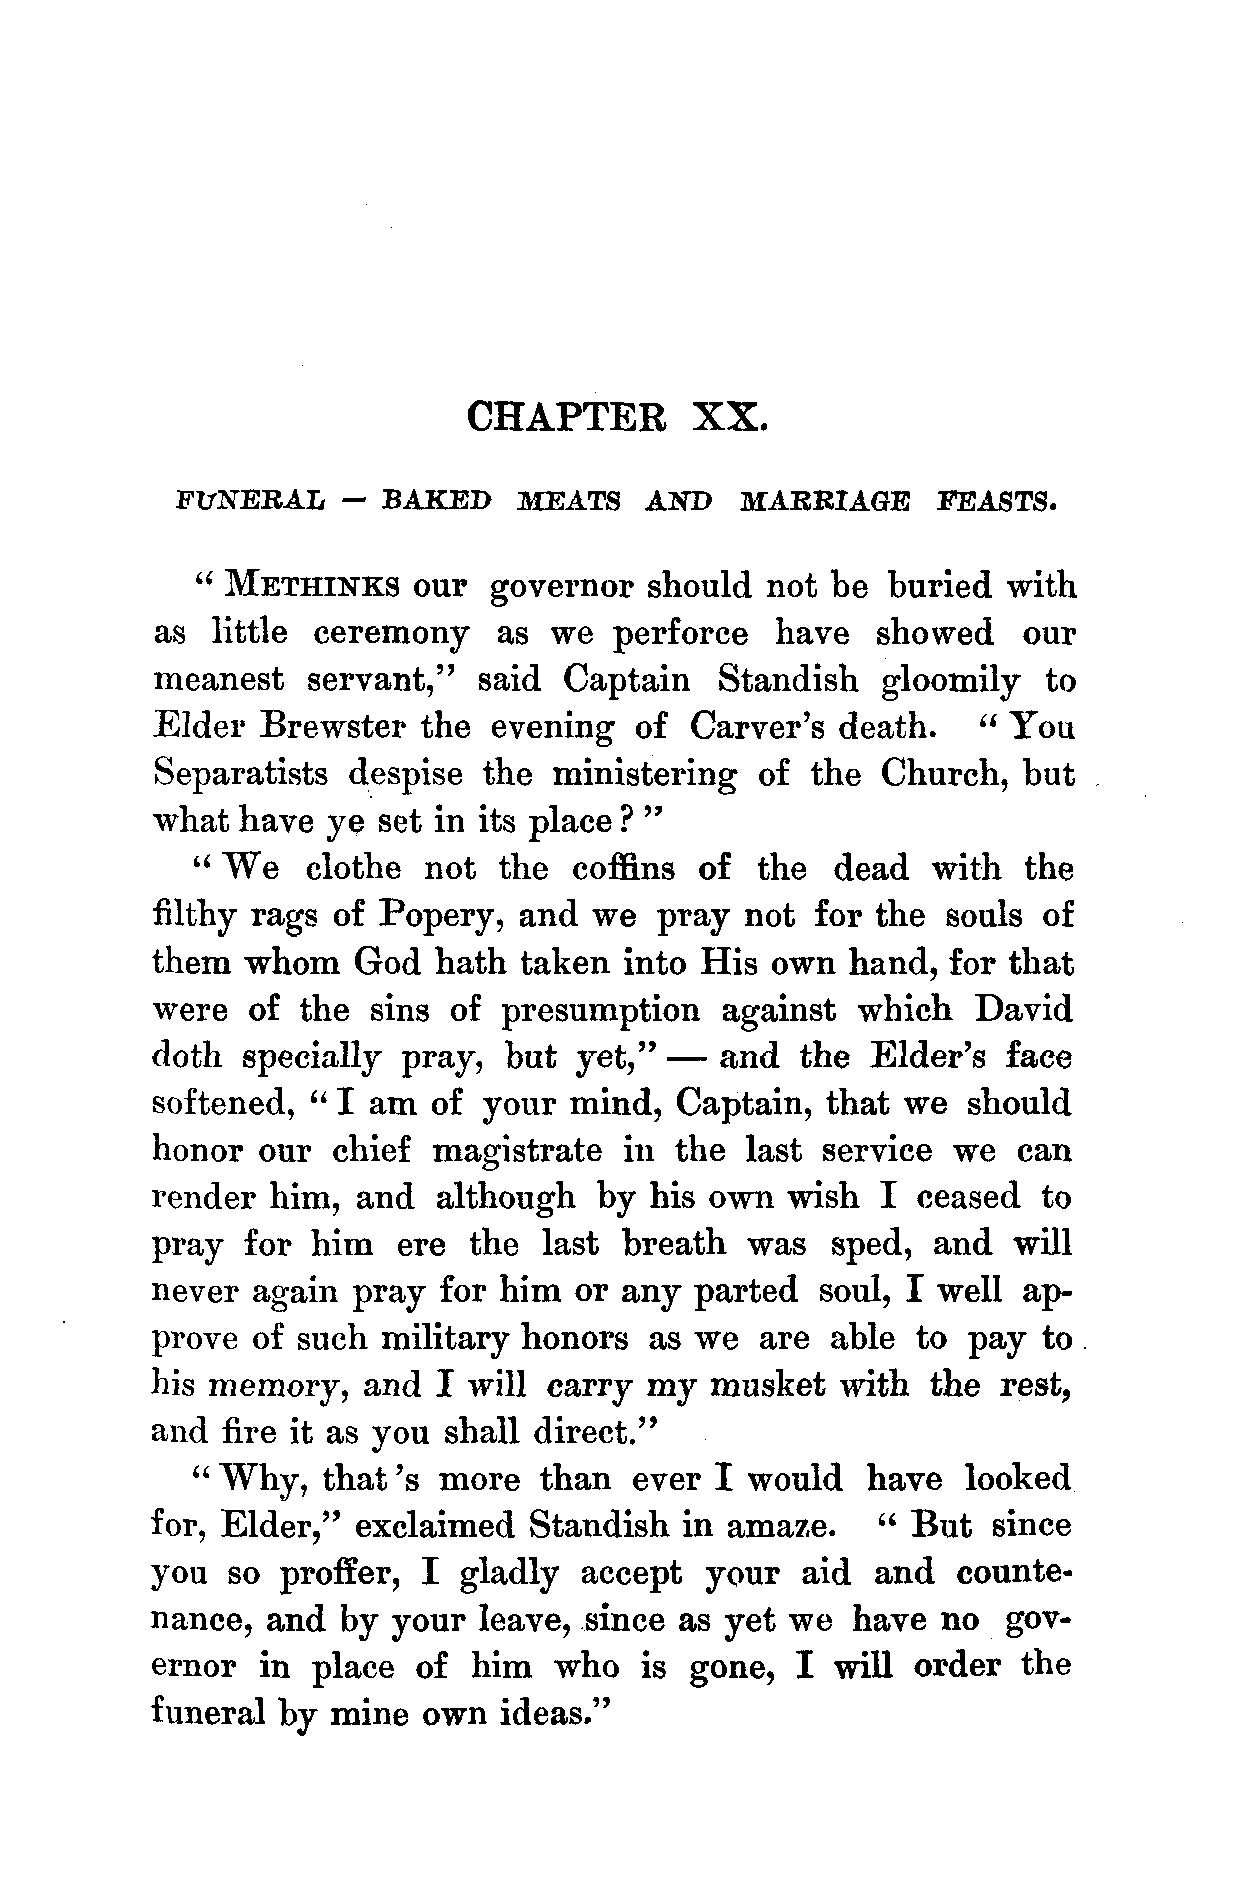 CHAPTER XX.
FUNERAL — BAKED MEATS AND MARRIAGE FEASTS.
" METHINKS our governor should not be buried with
as little ceremony as we perforce have showed our
meanest servant," said Captain Standish gloomily to
Elder Brewster the evening of Carver's death. " You
Separatists despise the ministering of the Church, but
what have ye set in its place ? "
" We clothe not the coffins of the dead with the
filthy rags of Popery, and we pray not for the souls of
them whom God hath taken into His own hand, for that
were of the sins of presumption against which David
doth specially pray, but yet," — and the Elder's face
softened, " I am of your mind, Captain, that we should
honor our chief magistrate in the last service we can
render him, and although by his own wish I ceased to
pray for him ere the last breath was sped, and will
never again pray for him or any parted soul, I well ap-
prove of such military honors as we are able to pay to
his memory, and I will carry my musket with the rest,
and fire it as you shall direct."
" Why, that 's more than ever I would have looked
for, Elder," exclaimed Standish in amaze. " But since
you so proffer, I gladly accept your aid and counte-
nance, and by your leave, since as yet we have no gov-
ernor in place of him who is gone, I will order the
funeral by mine own ideas."